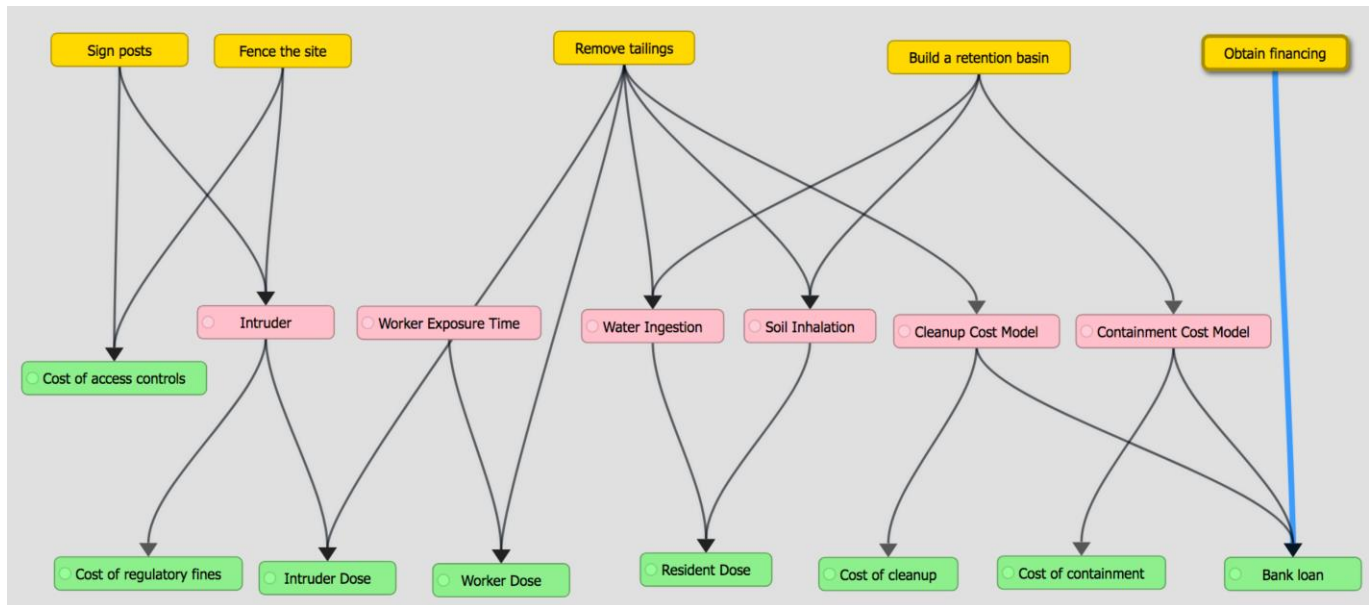 Sign posts
Fence the site
Remove tailings
Build a retention basin
Obtain financing
Intruder
Worker Exposure Time
Water Ingestion
Soil Inhalation
Cleanup Cost Model
Containment Cost Model
Cost of access controls
Cost of regulatory fines
Intruder Dose
Worker Dose
Resident Dose
Cost of cleanup
Cost of containment
Bank loan